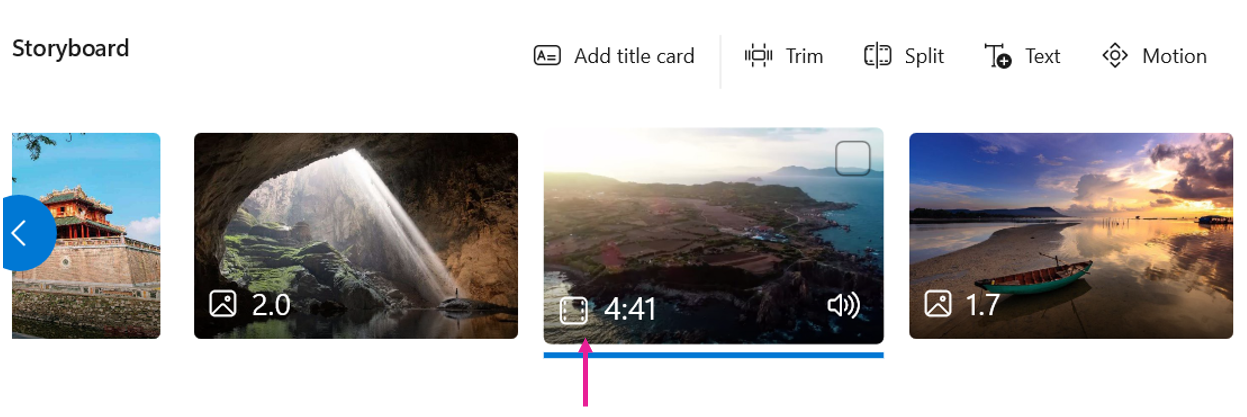 Storyboard
Add title card Trim Split Text Motion
2.0 4:41 1.7